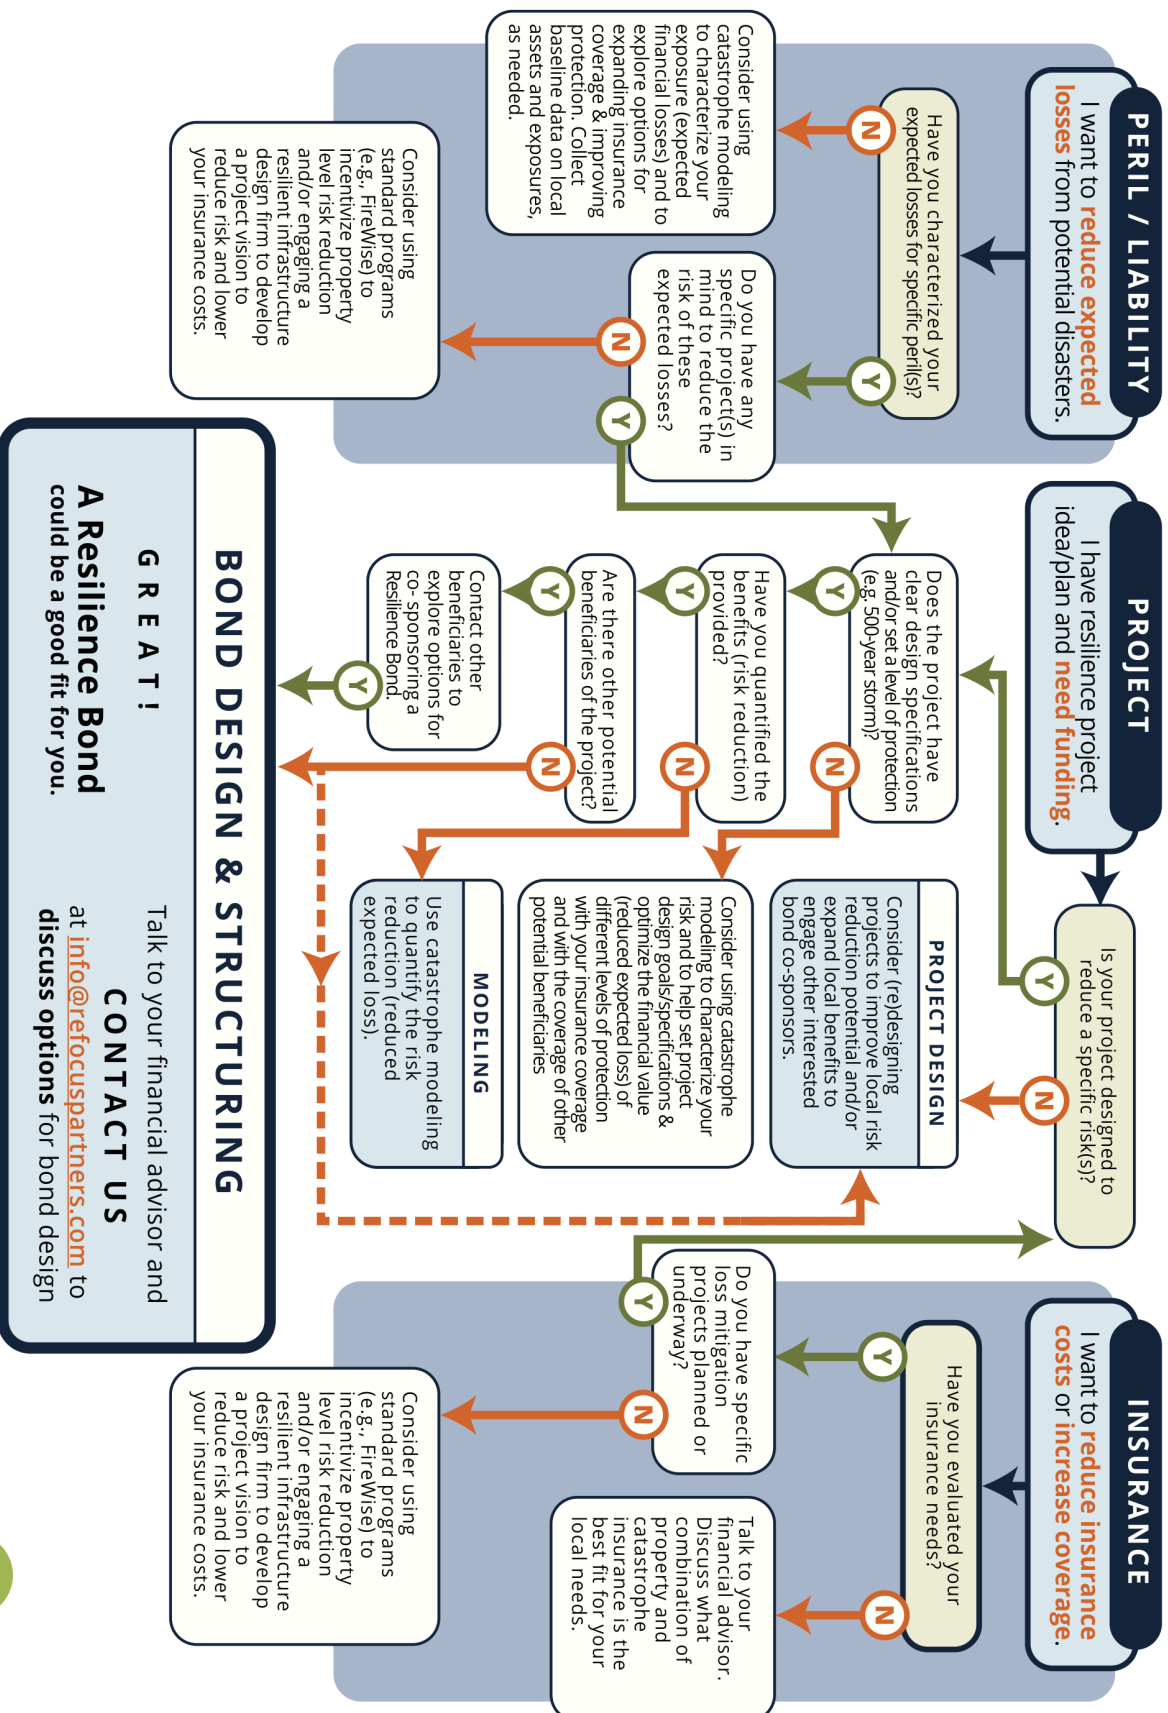 PERIL / LIABILITY
I want to reduce expected
losses from potential disasters.
Have you characterized your
expected losses for specific peril(s)?
N
Y
Consider using
catastrophe modeling
to characterize your
exposure (expected
financial losses) and to
explore options for
expanding insurance
coverage & improving
protection. Collect
baseline data on local
assets and exposures,
as needed.
Do you have any
specific project(s) in
mind to reduce the
risk of these
expected losses?
N
Y
Consider using
standard programs
(e.g., FireWise) to
incentivize property
level risk reduction
and/or engaging a
resilient infrastructure
design firm to develop
a project vision to
reduce risk and lower
your insurance costs.
PROJECT
I have resilience project
idea/plan and need funding.
Is your project designed to
reduce a specific risk(s)?
Y
N
Does the project have
clear design specifications
and/or set a level of protection
(e.g. 500-year storm)?
Y
N
Have you quantified the
benefits (risk reduction)
provided?
Y
N
Are there other potential
beneficiaries of the project?
Y
N
Contact other
beneficiaries to
explore options for
co- sponsoring a
Resilience Bond.
Y
PROJECT DESIGN
Consider (re)designing
projects to improve local risk
reduction potential and/or
expand local benefits to
engage other interested
bond co-sponsors.
Consider using catastrophe
modeling to characterize your
risk and to help set project
design goals/specifications &
optimize the financial value
(reduced expected loss) of
different levels of protection
with your insurance coverage
and with the coverage of other
potential beneficiaries
MODELING
Use catastrophe modeling
to quantify the risk
reduction (reduced
expected loss).
INSURANCE
I want to reduce insurance
costs or increase coverage.
Have you evaluated your
insurance needs?
Y
N
Do you have specific
loss mitigation
projects planned or
underway?
Y
N
Talk to your
financial advisor.
Discuss what
combination of
property and
catastrophe
insurance is the
best fit for your
local needs.
Consider using
standard programs
(e.g., FireWise) to
incentivize property
level risk reduction
and/or engaging a
resilient infrastructure
design firm to develop
a project vision to
reduce risk and lower
your insurance costs.
BOND DESIGN & STRUCTURING
GREAT!
A Resilience Bond
could be a good fit for you.
Talk to your financial advisor and
CONTACT US
at info@refocuspartners.com to
discuss options for bond design